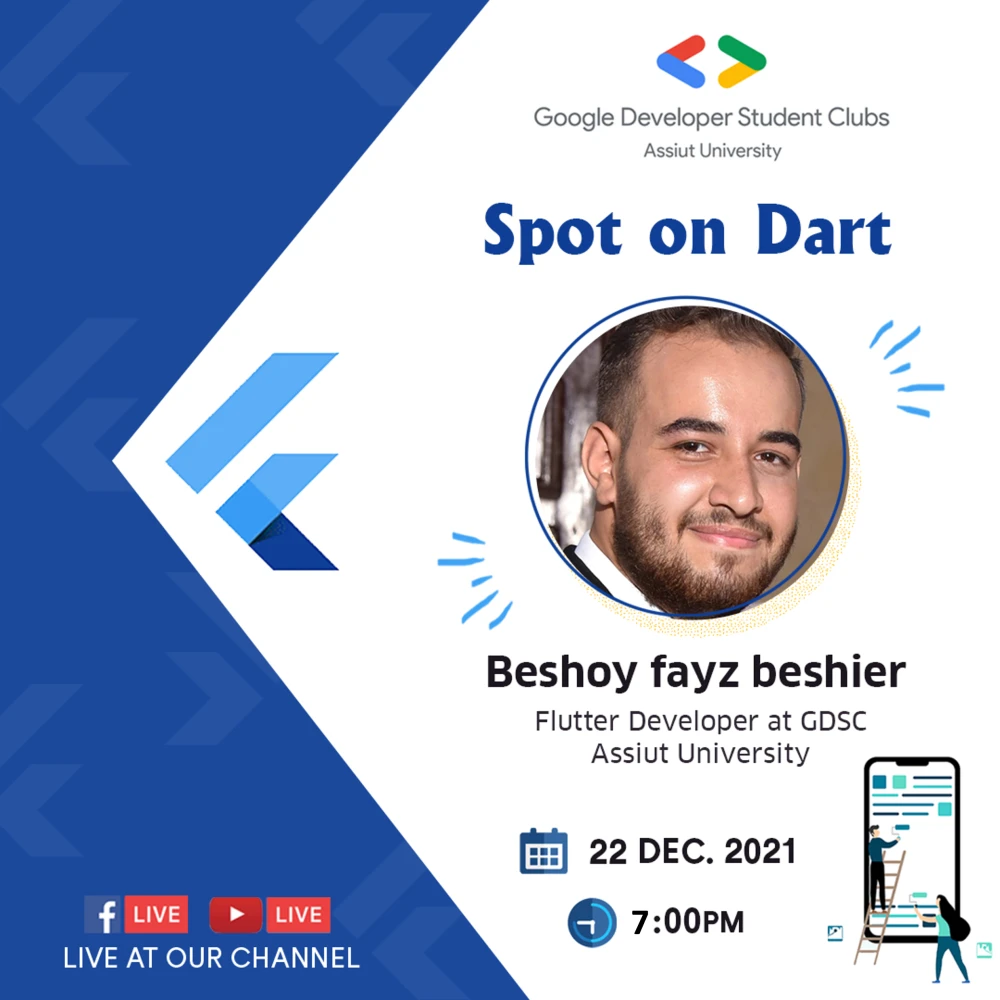 Google Developer Student Clubs
Assiut University
Spot on Dart
Beshoy fayz beshier
Flutter Developer at GDSC
Assiut University
22 DEC. 2021
7:00PM
LIVE LIVE
LIVE AT OUR CHANNEL